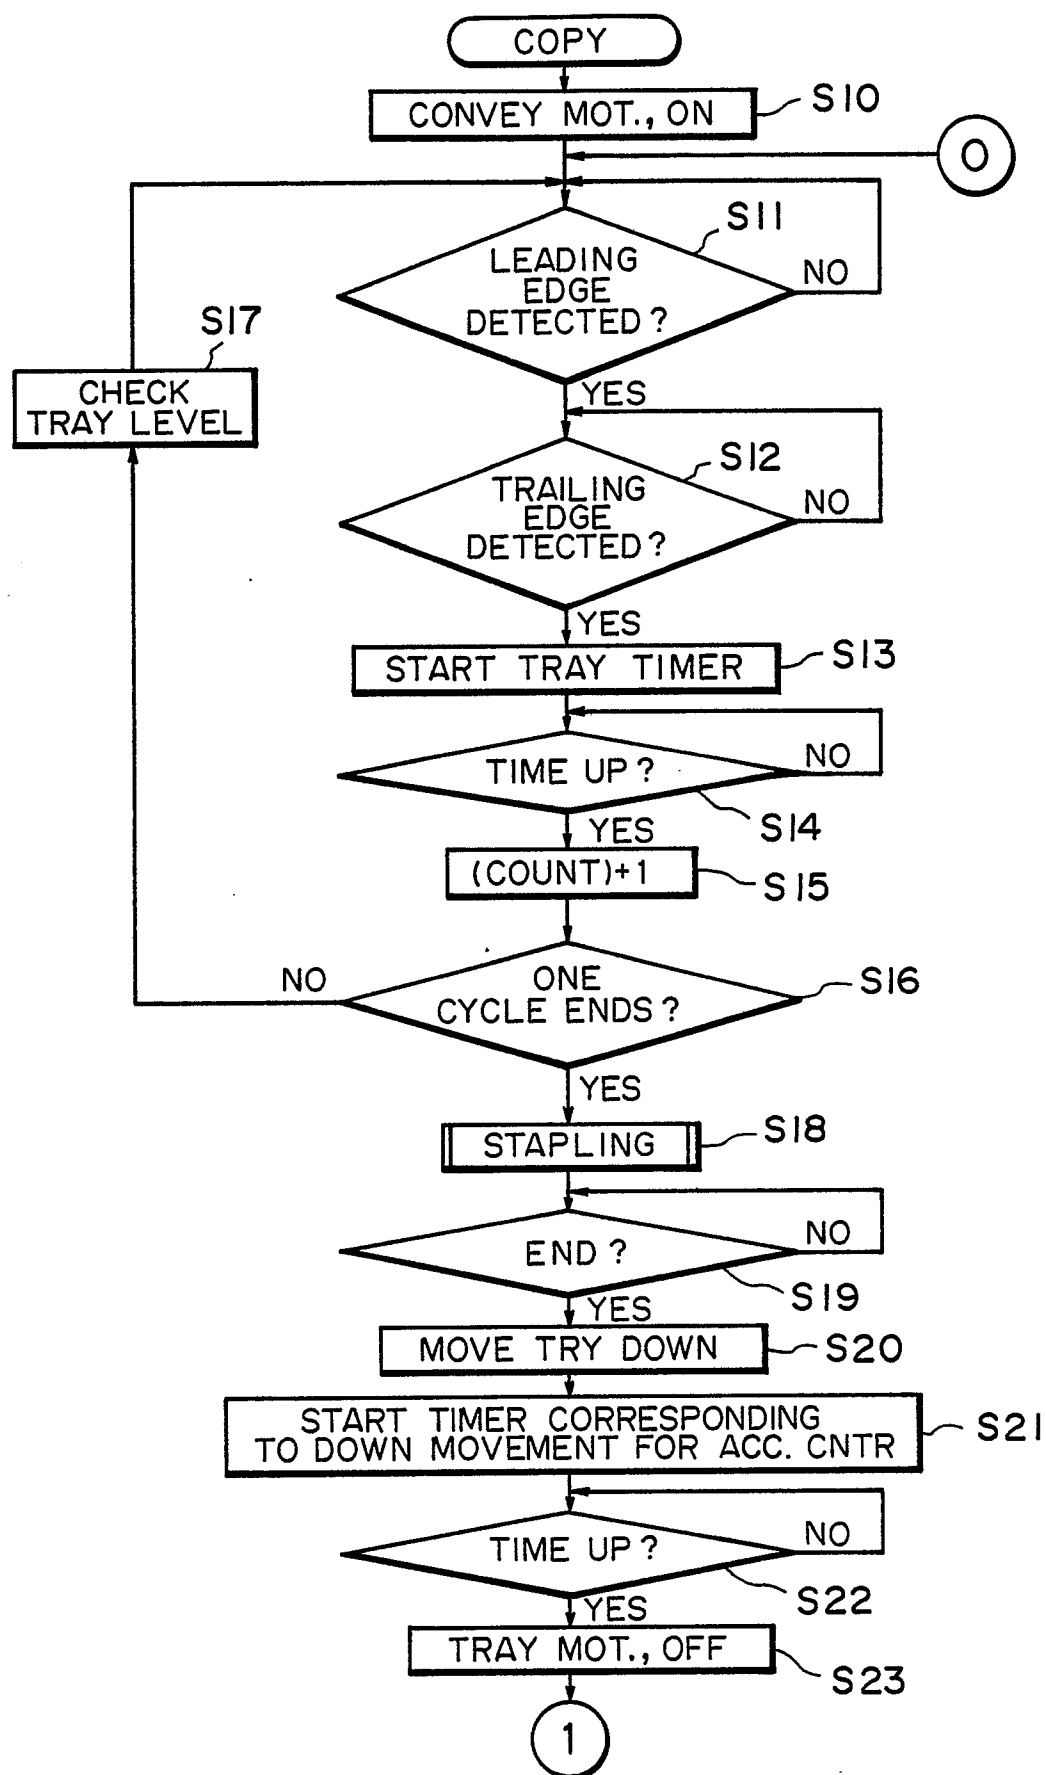 COPY
CONVEY MOT., ON
S10
O
S11
LEADING
EDGE
DETECTED?
NO
S17
CHECK
TRAY LEVEL
YES
S12
TRAILING
EDGE
DETECTED?
NO
YES
START TRAY TIMER
S13
TIME UP?
NO
S14
YES
(COUNT)+1
S15
NO
ONE
CYCLE ENDS?
S16
YES
STAPLING
S18
END?
NO
S19
YES
MOVE TRY DOWN
S20
START TIMER CORRESPONDING
TO DOWN MOVEMENT FOR ACC. CNTR
S21
TIME UP?
NO
S22
YES
TRAY MOT., OFF
S23
1